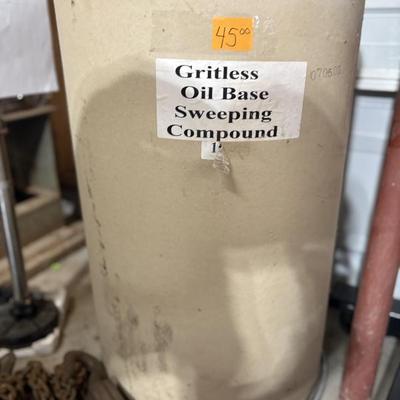 45⁰⁰
Gritless
Oil Base
Sweeping
Compound